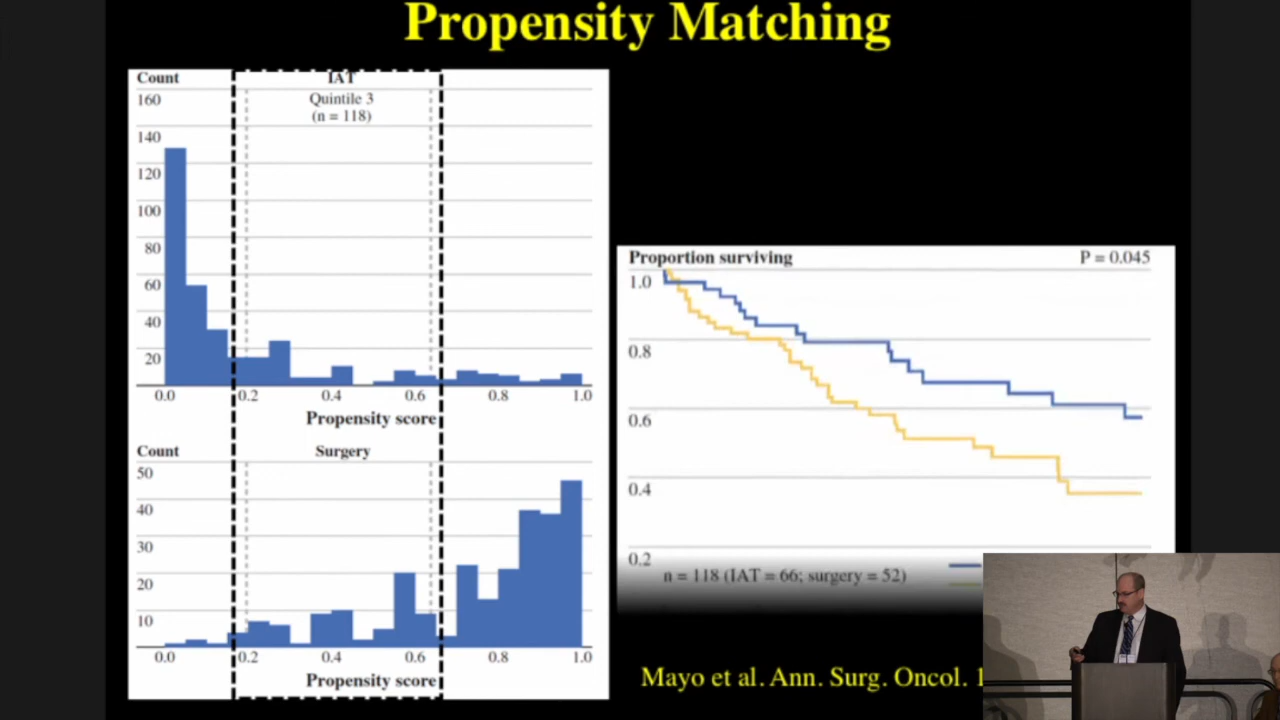 Propensity Matching
Count
IAT
Quintile 3
(n = 118)
160
140
120
100
80
60
40
20
0.0 0.2 0.4 0.6 0.8 1.0
Propensity score
Count
Surgery
50
40
30
20
10
0.0 0.2 0.4 0.6 0.8 1.0
Propensity score
Proportion surviving P = 0.045
1.0
0.8
0.6
0.4
0.2
n = 118 (IAT = 66; surgery = 52)
Mayo et al. Ann. Surg. Oncol.